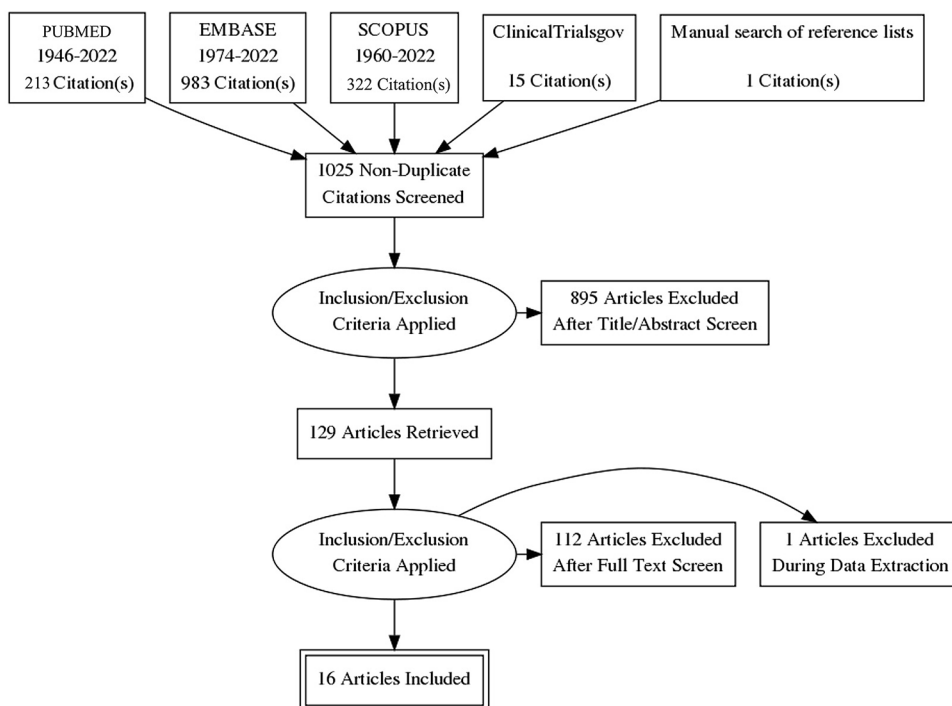 PUBMED
1946-2022
213 Citation(s)
EMBASE
1974-2022
983 Citation(s)
SCOPUS
1960-2022
322 Citation(s)
ClinicalTrialsgov
15 Citation(s)
Manual search of reference lists
1 Citation(s)
1025 Non-Duplicate
Citations Screened
Inclusion/Exclusion
Criteria Applied
895 Articles Excluded
After Title/Abstract Screen
129 Articles Retrieved
Inclusion/Exclusion
Criteria Applied
112 Articles Excluded
After Full Text Screen
1 Articles Excluded
During Data Extraction
16 Articles Included